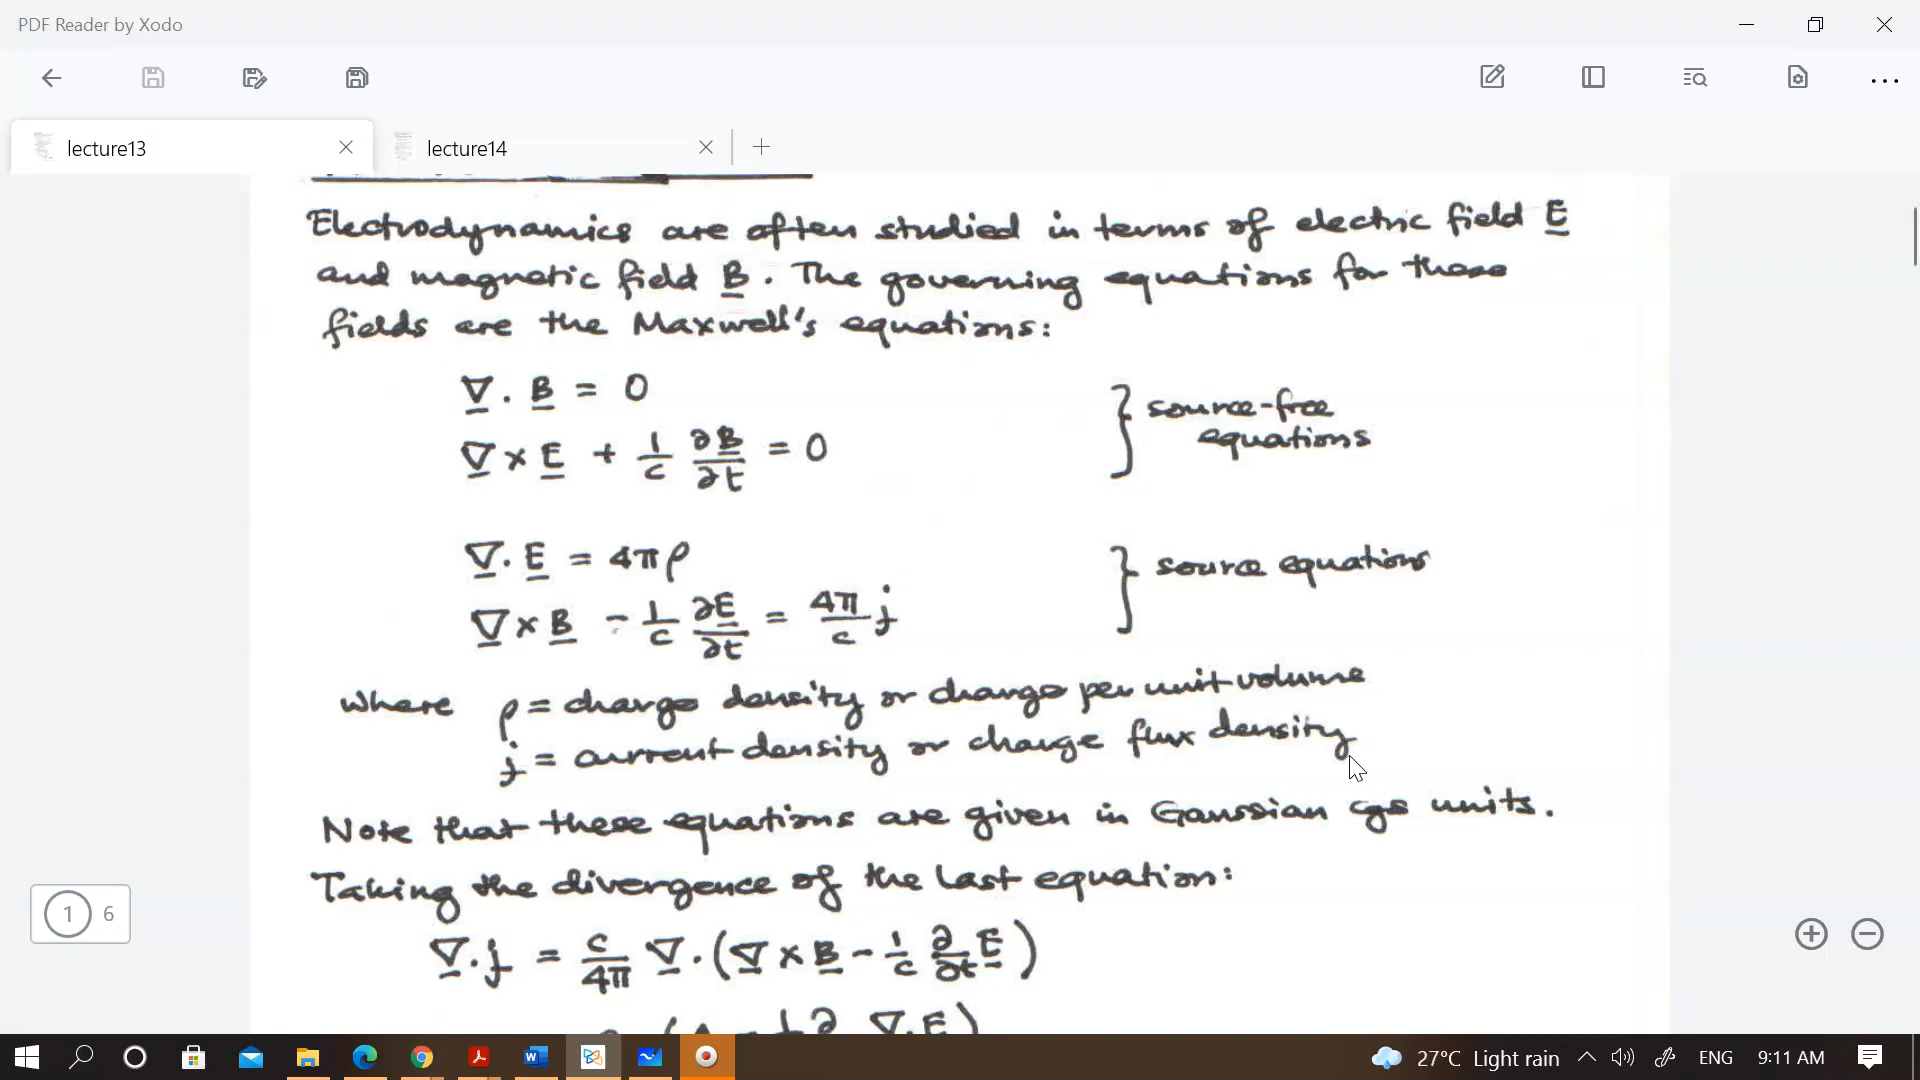 PDF Reader by Xodo
lecture13
lecture14
Electrodynamics are often studied in terms of electric field E
and magnetic field B. The governing equations for these
fields are the Maxwell's equations:
∇ · B = 0
∇ × E + 1/c ∂B/∂t = 0
} source-free
equations
∇ · E = 4πρ
∇ × B - 1/c ∂E/∂t = 4π/c j
} source equations
where ρ = charge density or charge per unit volume
j = current density or charge flux density
Note that these equations are given in Gaussian cgs units.
Taking the divergence of the last equation:
∇ · j = c/4π ∇ · (∇ × B - 1/c ∂/∂t E)
∇ · E)
1 6
27°C Light rain
ENG
9:11 AM